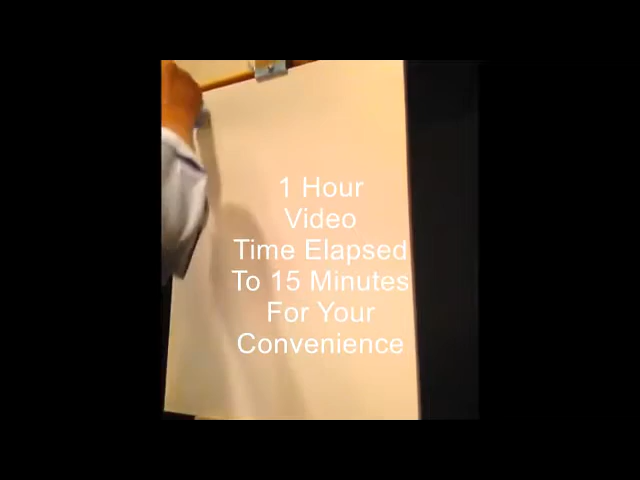 1 Hour
Video
Time Elapsed
To 15 Minutes
For Your
Convenience